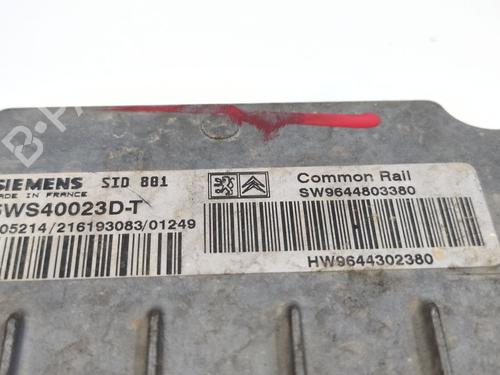 SIEMENS SID 801
MADE IN FRANCE
5WS40023D-T
05214/216193083/01249
Common Rail
SW9644803380
HW9644302380